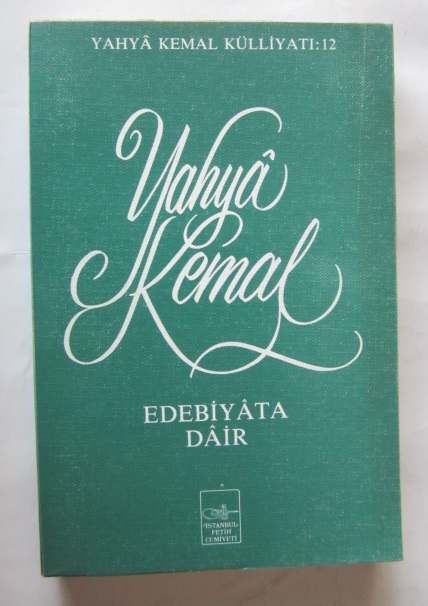 YAHYÂ KEMAL KÜLLİYATI:12
Yahyâ
Kemal
EDEBİYÂTA
DÂİR
İSTANBUL
FETİH
CEMİYETİ